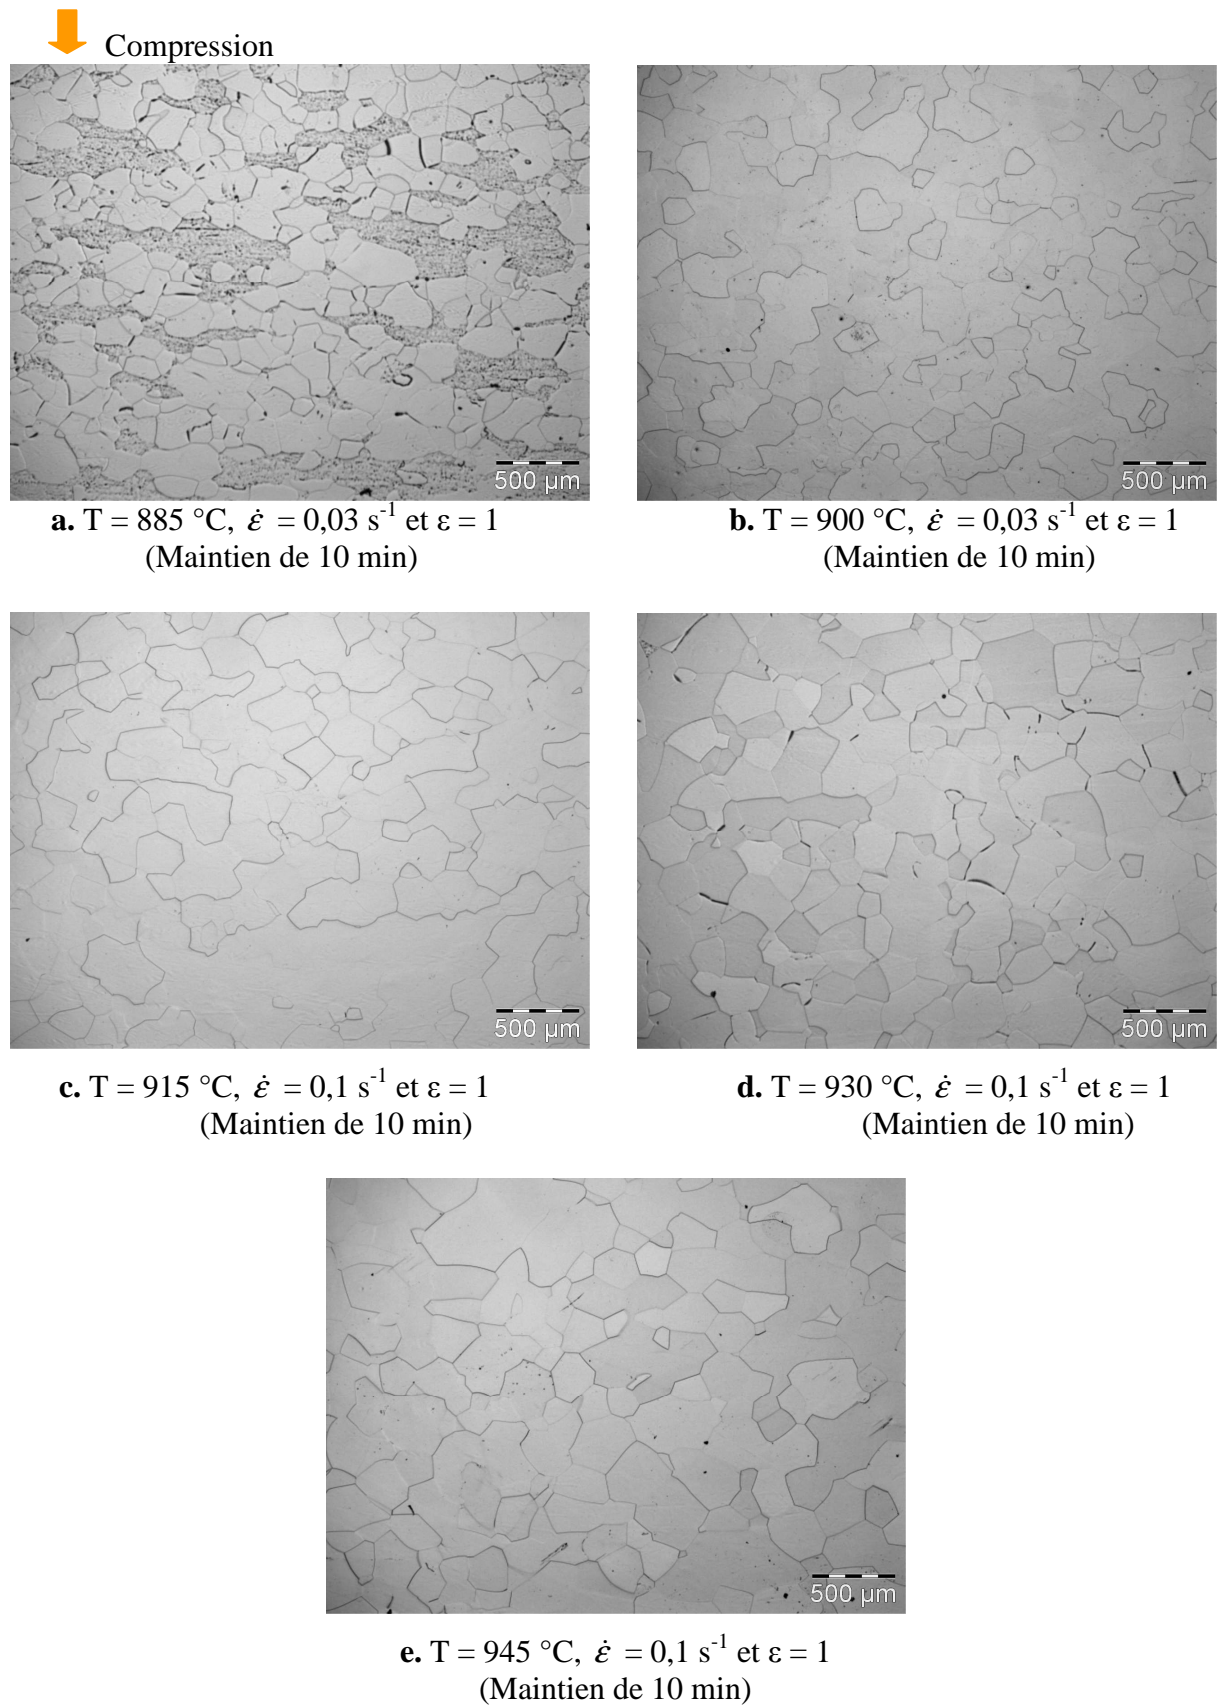 Compression
500 µm
500 µm
a. T = 885 °C, ε̇ = 0,03 s⁻¹ et ε = 1
(Maintien de 10 min)
b. T = 900 °C, ε̇ = 0,03 s⁻¹ et ε = 1
(Maintien de 10 min)
500 µm
500 µm
c. T = 915 °C, ε̇ = 0,1 s⁻¹ et ε = 1
(Maintien de 10 min)
d. T = 930 °C, ε̇ = 0,1 s⁻¹ et ε = 1
(Maintien de 10 min)
500 µm
e. T = 945 °C, ε̇ = 0,1 s⁻¹ et ε = 1
(Maintien de 10 min)